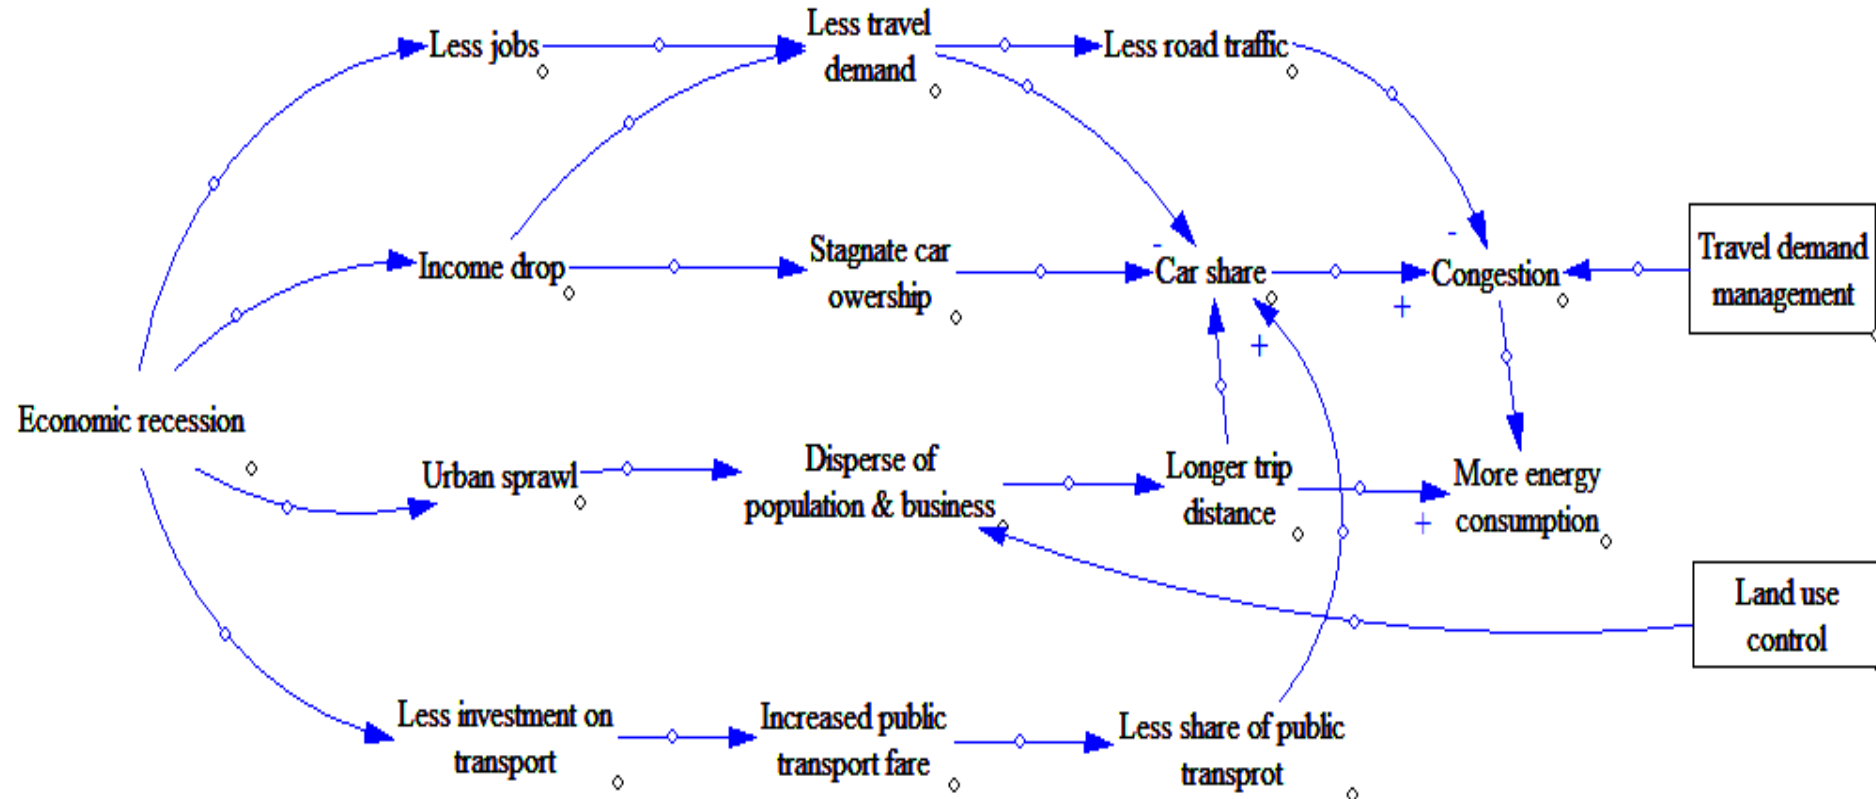 Less jobs
Less travel
demand
Less road traffic
-
-
Income drop
Stagnate car
owership
Car share
Congestion
Travel demand
management
+
+
Economic recession
Urban sprawl
Disperse of
population & business
Longer trip
distance
More energy
consumption
+
Land use
control
Less investment on
transport
Increased public
transport fare
Less share of public
transprot